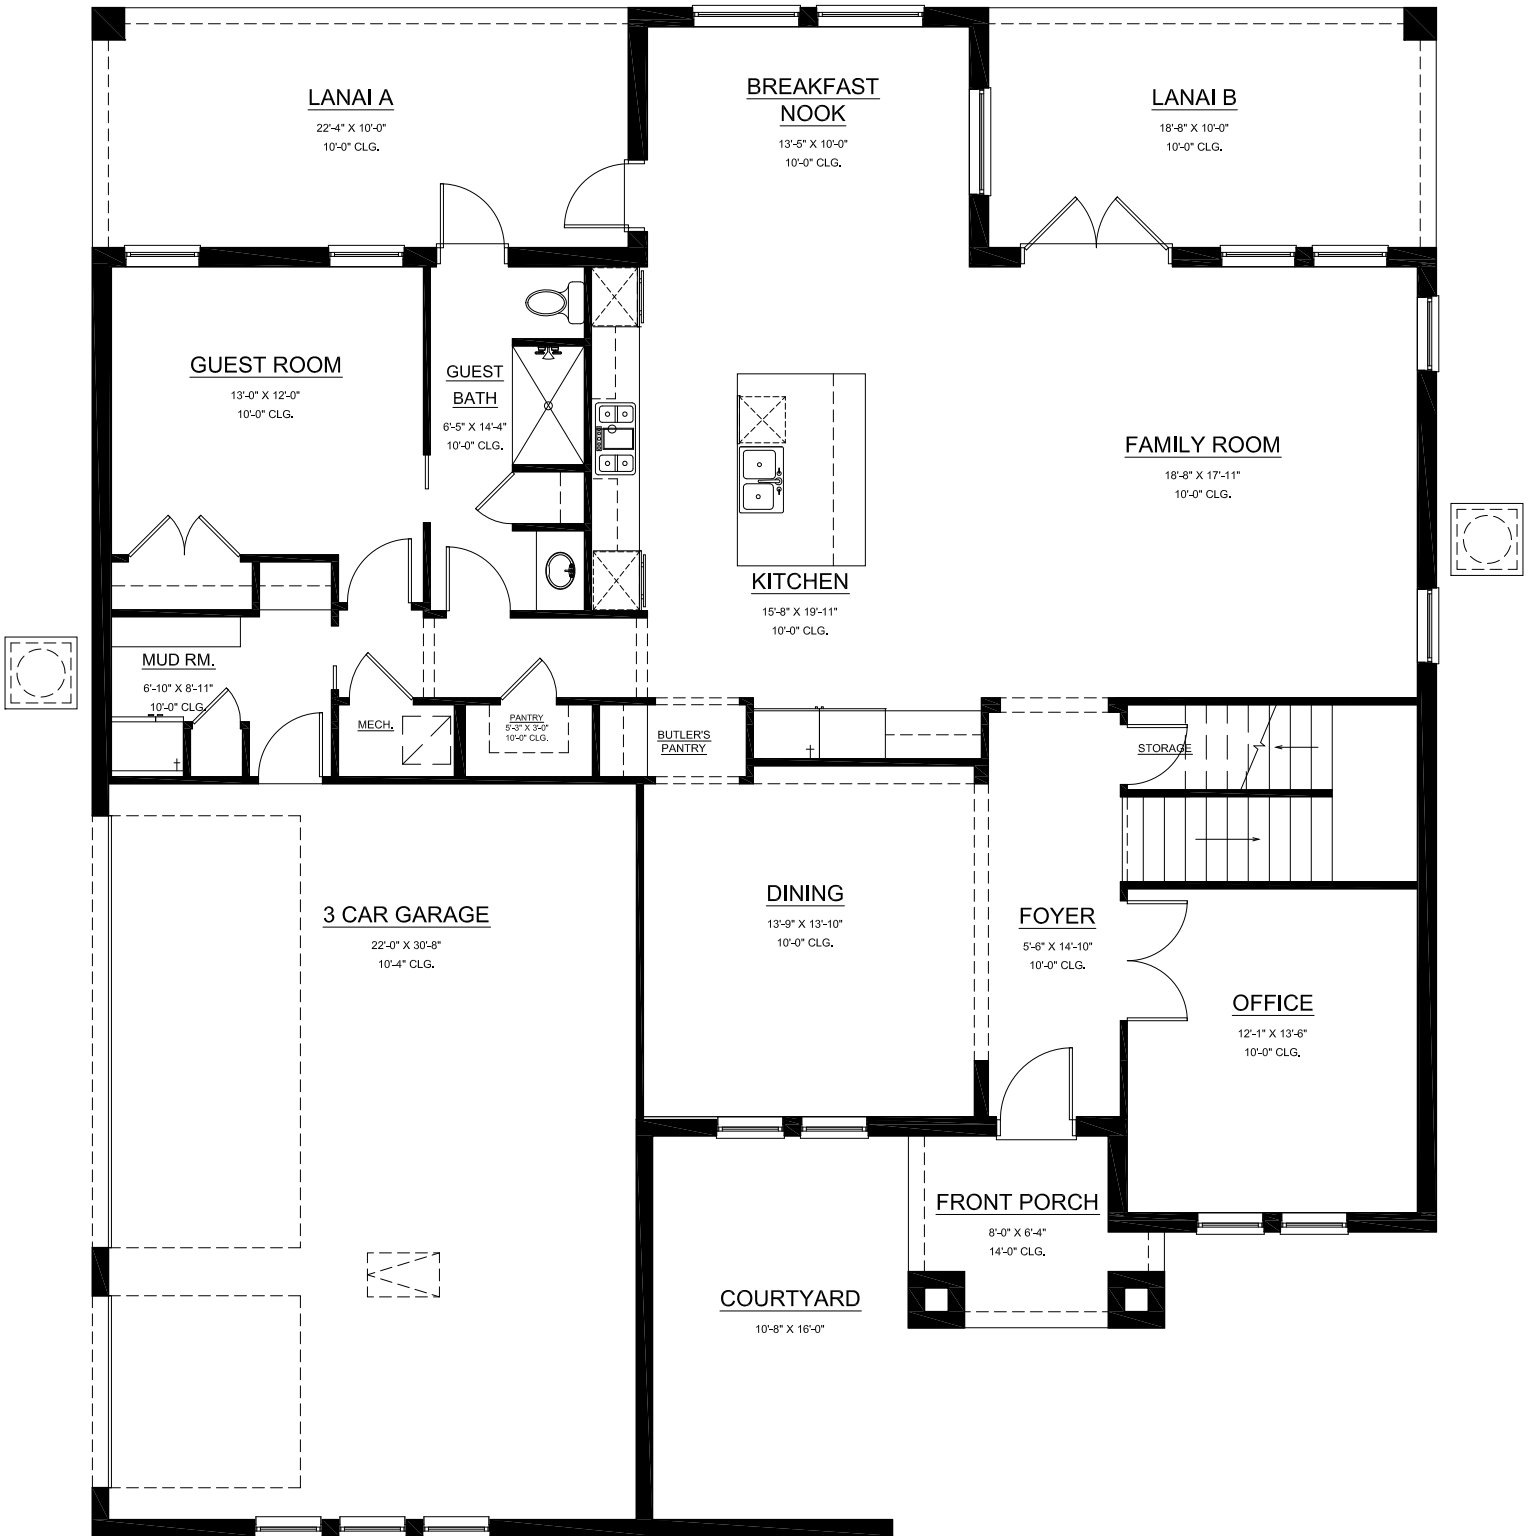 LANAI A
22'-4" X 10'-0"
10'-0" CLG.
BREAKFAST
NOOK
13'-5" X 10'-0"
10'-0" CLG.
LANAI B
18'-8" X 10'-0"
10'-0" CLG.
GUEST ROOM
13'-0" X 12'-0"
10'-0" CLG.
GUEST
BATH
6'-5" X 14'-4"
10'-0" CLG.
FAMILY ROOM
18'-8" X 17'-11"
10'-0" CLG.
KITCHEN
15'-8" X 19'-11"
10'-0" CLG.
MUD RM.
6'-10" X 8'-11"
10'-0" CLG.
MECH.
PANTRY
5'-3" X 3'-0"
10'-0" CLG.
BUTLER'S
PANTRY
STORAGE
3 CAR GARAGE
22'-0" X 30'-8"
10'-4" CLG.
DINING
13'-9" X 13'-10"
10'-0" CLG.
FOYER
5'-6" X 14'-10"
10'-0" CLG.
OFFICE
12'-1" X 13'-6"
10'-0" CLG.
FRONT PORCH
8'-0" X 6'-4"
14'-0" CLG.
COURTYARD
10'-8" X 16'-0"